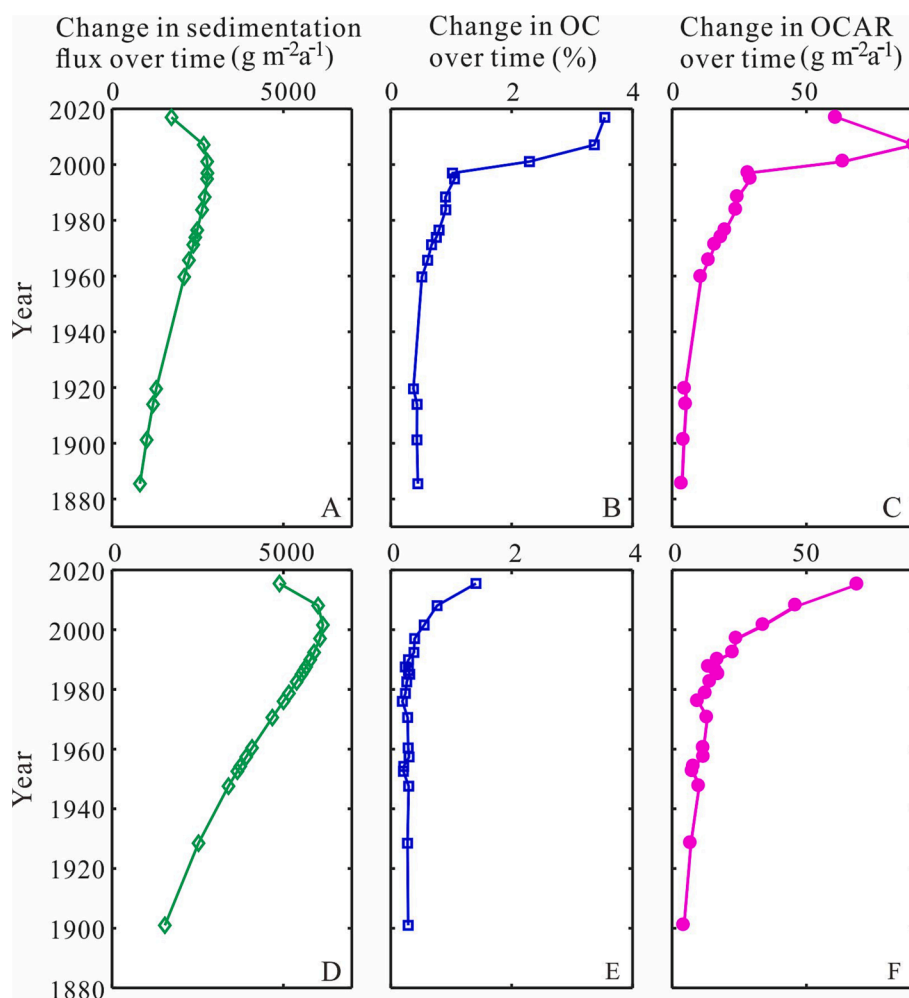 Change in sedimentation
flux over time (g m⁻²a⁻¹)
Change in OC
over time (%)
Change in OCAR
over time (g m⁻²a⁻¹)
0 5000
0 2 4
0 50
2020
2000
1980
1960
1940
1920
1900
1880
Year
A
B
C
0 5000
0 2 4
0 50
2020
2000
1980
1960
1940
1920
1900
1880
Year
D
E
F